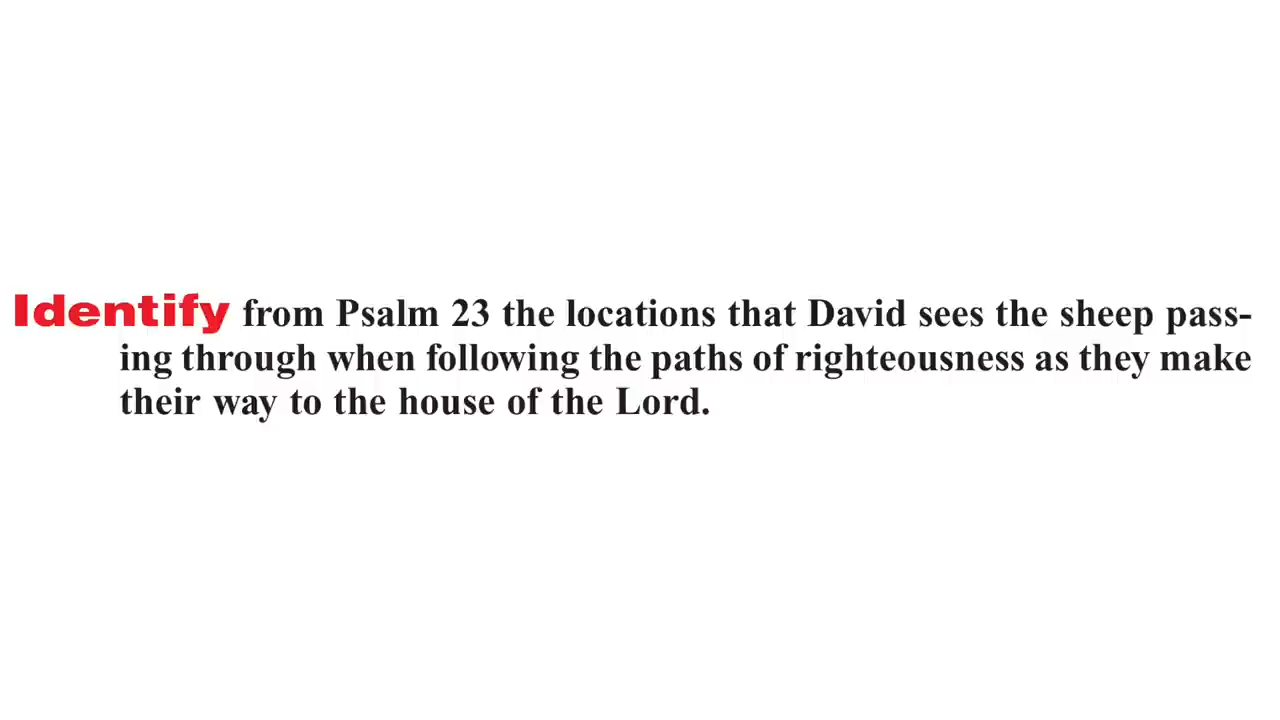 Identify from Psalm 23 the locations that David sees the sheep pass-
ing through when following the paths of righteousness as they make
their way to the house of the Lord.